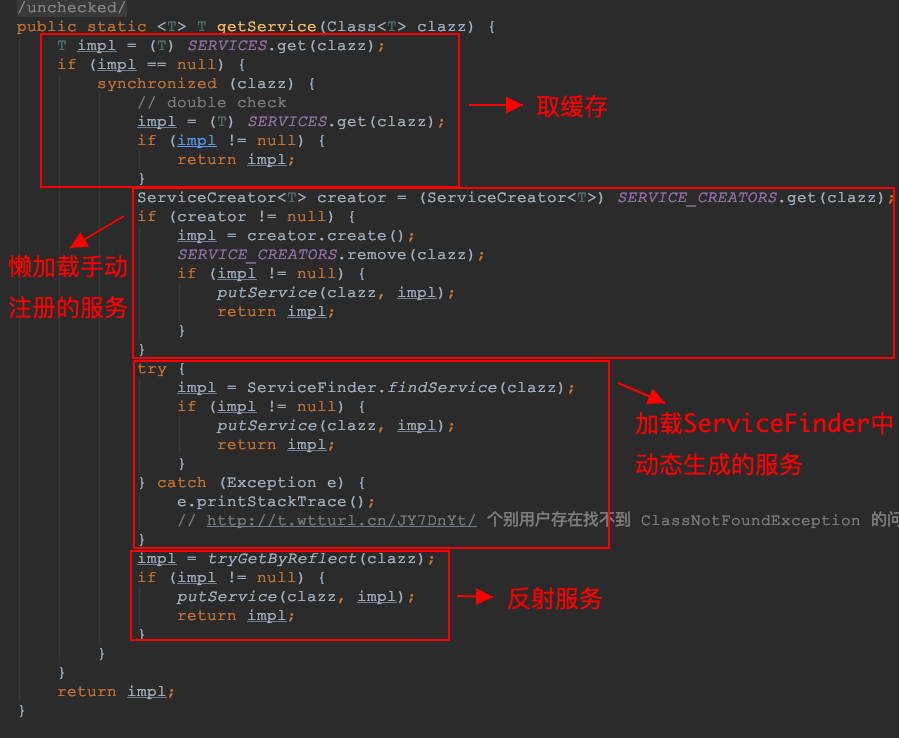 /unchecked/
public static <T> T getService(Class<T> clazz) {
T impl = (T) SERVICES.get(clazz);
if (impl == null) {
synchronized (clazz) {
// double check
impl = (T) SERVICES.get(clazz);
if (impl != null) {
return impl;
}
取缓存
ServiceCreator<T> creator = (ServiceCreator<T>) SERVICE_CREATORS.get(clazz);
if (creator != null) {
impl = creator.create();
SERVICE_CREATORS.remove(clazz);
if (impl != null) {
putService(clazz, impl);
return impl;
}
}
懒加载手动
注册的服务
try {
impl = ServiceFinder.findService(clazz);
if (impl != null) {
putService(clazz, impl);
return impl;
}
} catch (Exception e) {
e.printStackTrace();
// http://t.wtturl.cn/JY7DnYt/ 个别用户存在找不到 ClassNotFoundException 的问
}
加载ServiceFinder中
动态生成的服务
impl = tryGetByReflect(clazz);
if (impl != null) {
putService(clazz, impl);
return impl;
}
反射服务
}
}
return impl;
}